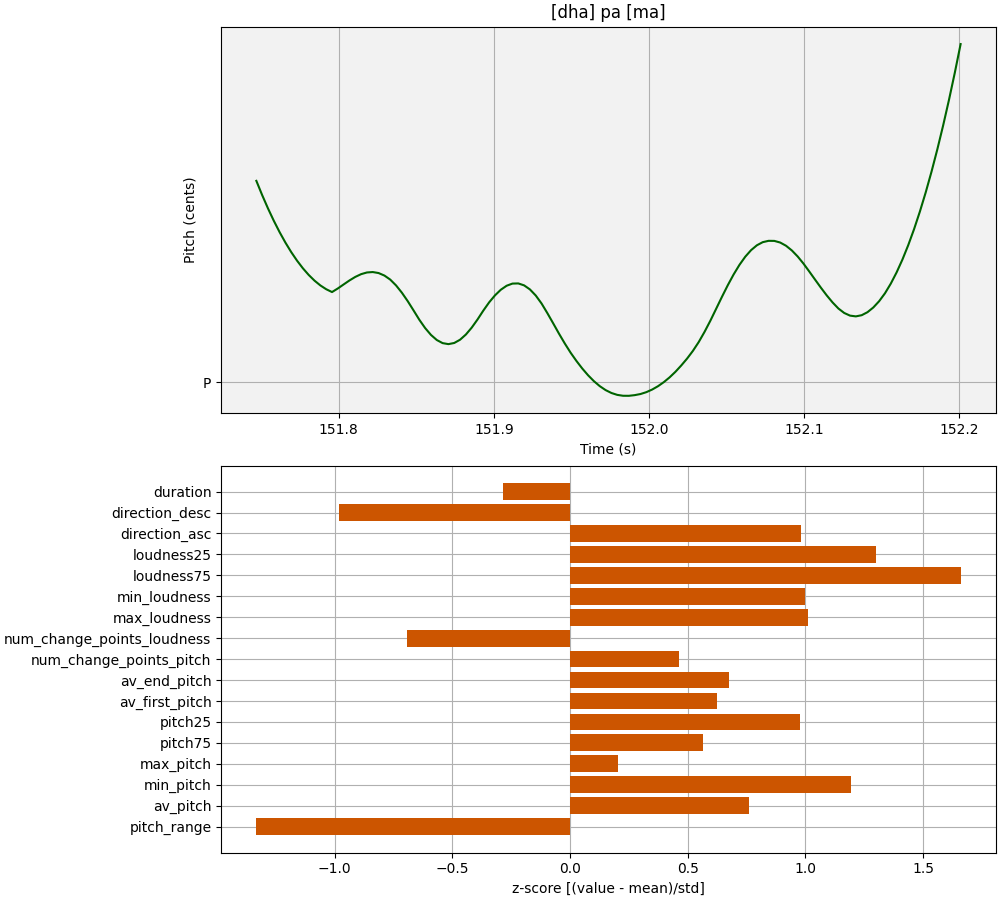 [dha] pa [ma]
Pitch (cents)
P
151.8 151.9 152.0 152.1 152.2
Time (s)
duration
direction_desc
direction_asc
loudness25
loudness75
min_loudness
max_loudness
num_change_points_loudness
num_change_points_pitch
av_end_pitch
av_first_pitch
pitch25
pitch75
max_pitch
min_pitch
av_pitch
pitch_range
−1.0 −0.5 0.0 0.5 1.0 1.5
z-score [(value - mean)/std]